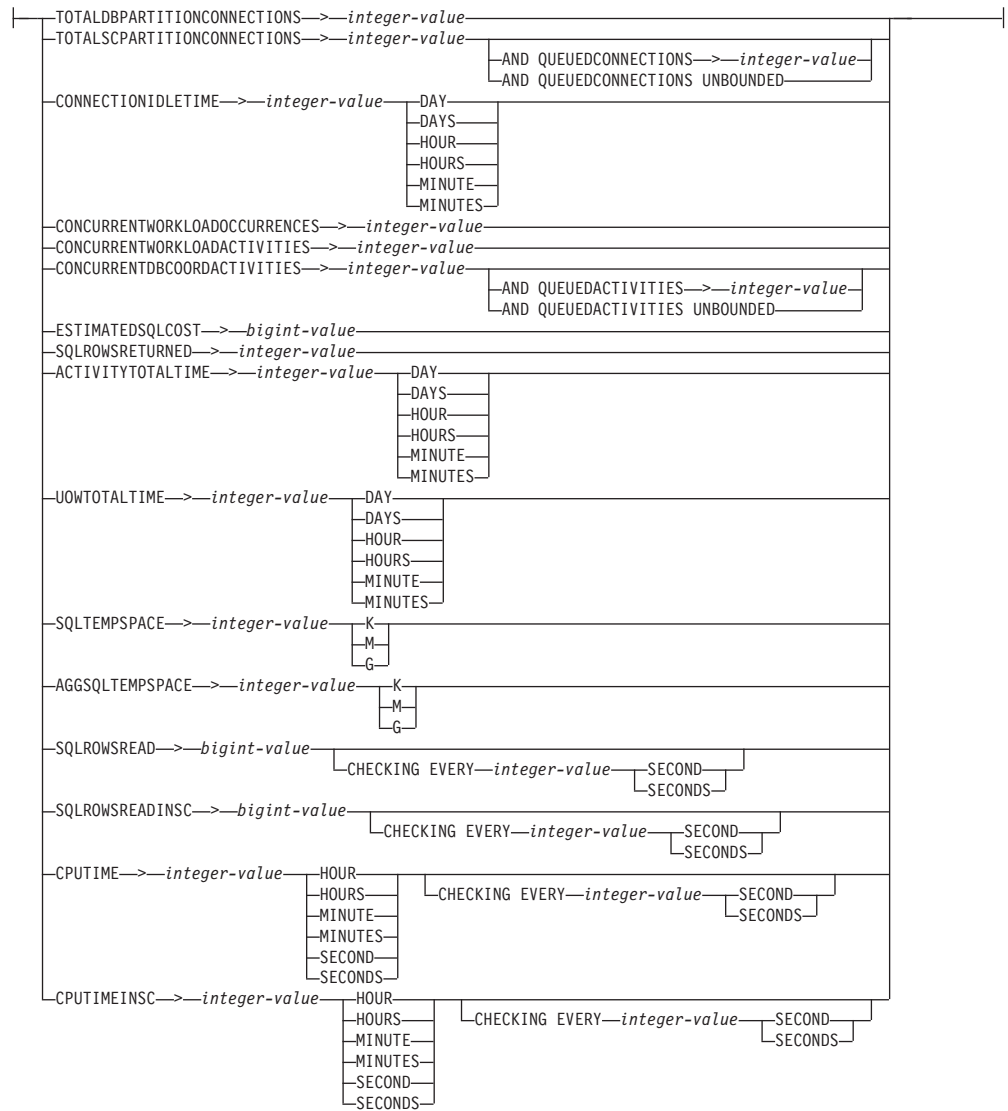 TOTALDBPARTITIONCONNECTIONS > integer-value
TOTALSCPARTITIONCONNECTIONS > integer-value
AND QUEUEDCONNECTIONS > integer-value
AND QUEUEDCONNECTIONS UNBOUNDED
CONNECTIONIDLETIME > integer-value DAY
DAYS
HOUR
HOURS
MINUTE
MINUTES
CONCURRENTWORKLOADOCCURRENCES > integer-value
CONCURRENTWORKLOADACTIVITIES > integer-value
CONCURRENTDBCOORDACTIVITIES > integer-value
AND QUEUEDACTIVITIES > integer-value
AND QUEUEDACTIVITIES UNBOUNDED
ESTIMATEDSQLCOST > bigint-value
SQLROWSRETURNED > integer-value
ACTIVITYTOTALTIME > integer-value DAY
DAYS
HOUR
HOURS
MINUTE
MINUTES
UOWTOTALTIME > integer-value DAY
DAYS
HOUR
HOURS
MINUTE
MINUTES
SQLTEMPSPACE > integer-value K
M
G
AGGSQLTEMPSPACE > integer-value K
M
G
SQLROWSREAD > bigint-value
CHECKING EVERY integer-value SECOND
SECONDS
SQLROWSREADINSC > bigint-value
CHECKING EVERY integer-value SECOND
SECONDS
CPUTIME > integer-value HOUR
HOURS CHECKING EVERY integer-value SECOND
MINUTE SECONDS
MINUTES
SECOND
SECONDS
CPUTIMEINSC > integer-value HOUR
HOURS CHECKING EVERY integer-value SECOND
MINUTE SECONDS
MINUTES
SECOND
SECONDS